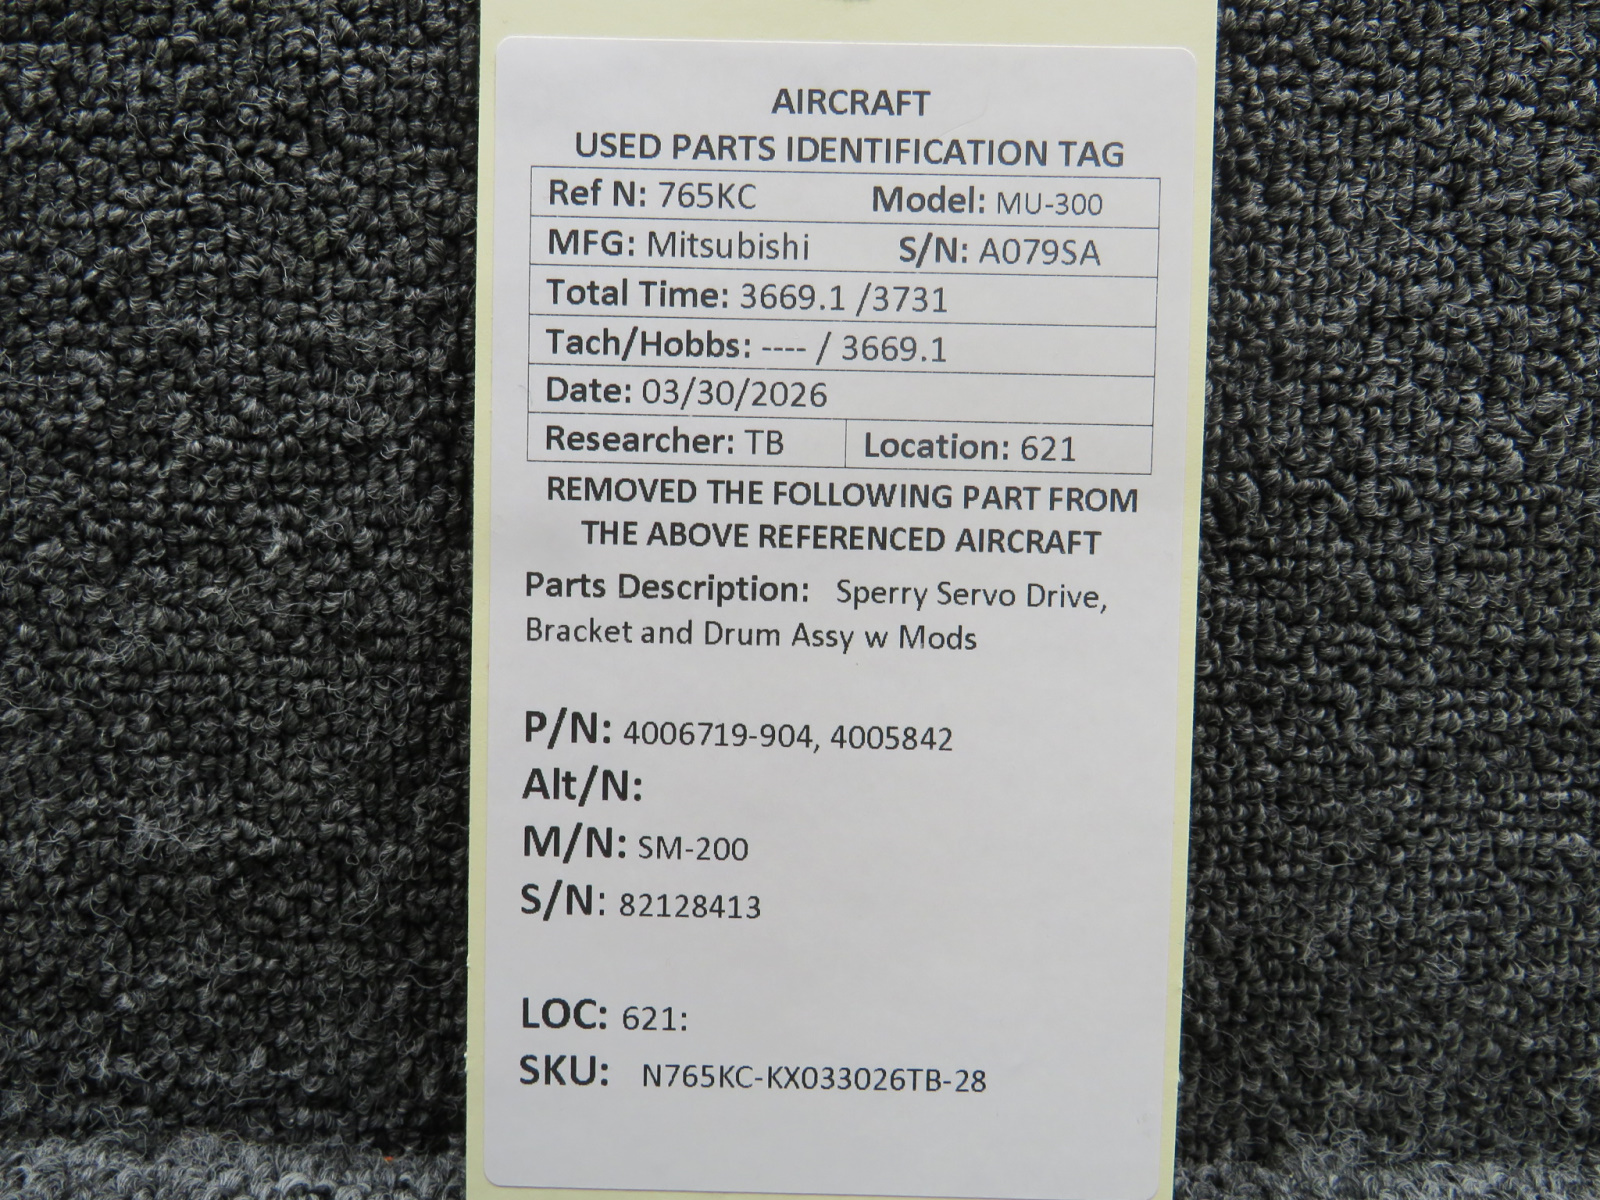 AIRCRAFT
USED PARTS IDENTIFICATION TAG
Ref N: 765KC Model: MU-300
MFG: Mitsubishi S/N: A079SA
Total Time: 3669.1 /3731
Tach/Hobbs: ---- / 3669.1
Date: 03/30/2026
Researcher: TB Location: 621
REMOVED THE FOLLOWING PART FROM
THE ABOVE REFERENCED AIRCRAFT
Parts Description: Sperry Servo Drive,
Bracket and Drum Assy w Mods
P/N: 4006719-904, 4005842
Alt/N:
M/N: SM-200
S/N: 82128413
LOC: 621:
SKU: N765KC-KX033026TB-28